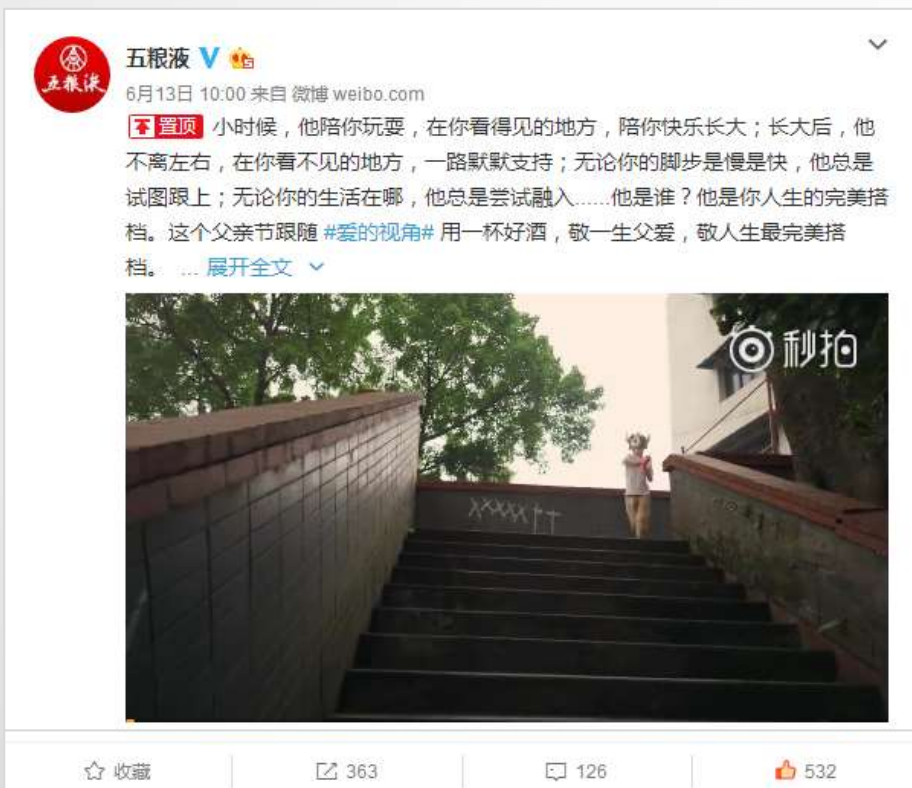 五粮液
五粮液
6月13日 10:00 来自 微博 weibo.com
置顶 小时候，他陪你玩耍，在你看得见的地方，陪你快乐长大；长大后，他
不离左右，在你看不见的地方，一路默默支持；无论你的脚步是慢是快，他总是
试图跟上；无论你的生活在哪，他总是尝试融入......他是谁？他是你人生的完美搭
档。这个父亲节跟随 #爱的视角# 用一杯好酒，敬一生父爱，敬人生最完美搭
档。 ... 展开全文
秒拍
收藏
363
126
532